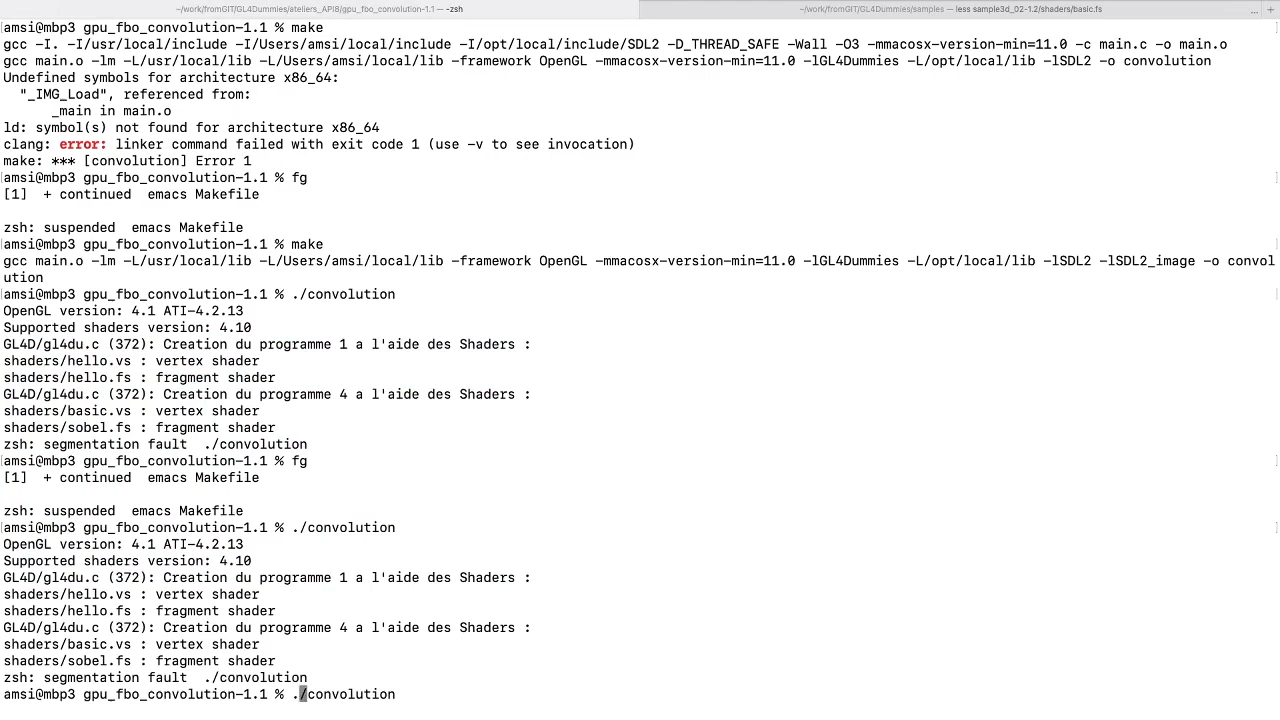 ~/work/fromGIT/GL4Dummies/ateliers_API8/gpu_fbo_convolution-1.1 — -zsh
~/work/fromGIT/GL4Dummies/samples — less sample3d_02-1.2/shaders/basic.fs
... +
[amsi@mbp3 gpu_fbo_convolution-1.1 % make ]
gcc -I. -I/usr/local/include -I/Users/amsi/local/include -I/opt/local/include/SDL2 -D_THREAD_SAFE -Wall -O3 -mmacosx-version-min=11.0 -c main.c -o main.o
gcc main.o -lm -L/usr/local/lib -L/Users/amsi/local/lib -framework OpenGL -mmacosx-version-min=11.0 -lGL4Dummies -L/opt/local/lib -lSDL2 -o convolution
Undefined symbols for architecture x86_64:
"_IMG_Load", referenced from:
_main in main.o
ld: symbol(s) not found for architecture x86_64
clang: error: linker command failed with exit code 1 (use -v to see invocation)
make: *** [convolution] Error 1
[amsi@mbp3 gpu_fbo_convolution-1.1 % fg ]
[1]  + continued  emacs Makefile
zsh: suspended  emacs Makefile
[amsi@mbp3 gpu_fbo_convolution-1.1 % make ]
gcc main.o -lm -L/usr/local/lib -L/Users/amsi/local/lib -framework OpenGL -mmacosx-version-min=11.0 -lGL4Dummies -L/opt/local/lib -lSDL2 -lSDL2_image -o convol
ution
[amsi@mbp3 gpu_fbo_convolution-1.1 % ./convolution ]
OpenGL version: 4.1 ATI-4.2.13
Supported shaders version: 4.10
GL4D/gl4du.c (372): Creation du programme 1 a l'aide des Shaders :
shaders/hello.vs : vertex shader
shaders/hello.fs : fragment shader
GL4D/gl4du.c (372): Creation du programme 4 a l'aide des Shaders :
shaders/basic.vs : vertex shader
shaders/sobel.fs : fragment shader
zsh: segmentation fault  ./convolution
[amsi@mbp3 gpu_fbo_convolution-1.1 % fg ]
[1]  + continued  emacs Makefile
zsh: suspended  emacs Makefile
[amsi@mbp3 gpu_fbo_convolution-1.1 % ./convolution ]
OpenGL version: 4.1 ATI-4.2.13
Supported shaders version: 4.10
GL4D/gl4du.c (372): Creation du programme 1 a l'aide des Shaders :
shaders/hello.vs : vertex shader
shaders/hello.fs : fragment shader
GL4D/gl4du.c (372): Creation du programme 4 a l'aide des Shaders :
shaders/basic.vs : vertex shader
shaders/sobel.fs : fragment shader
zsh: segmentation fault  ./convolution
amsi@mbp3 gpu_fbo_convolution-1.1 % ./convolution